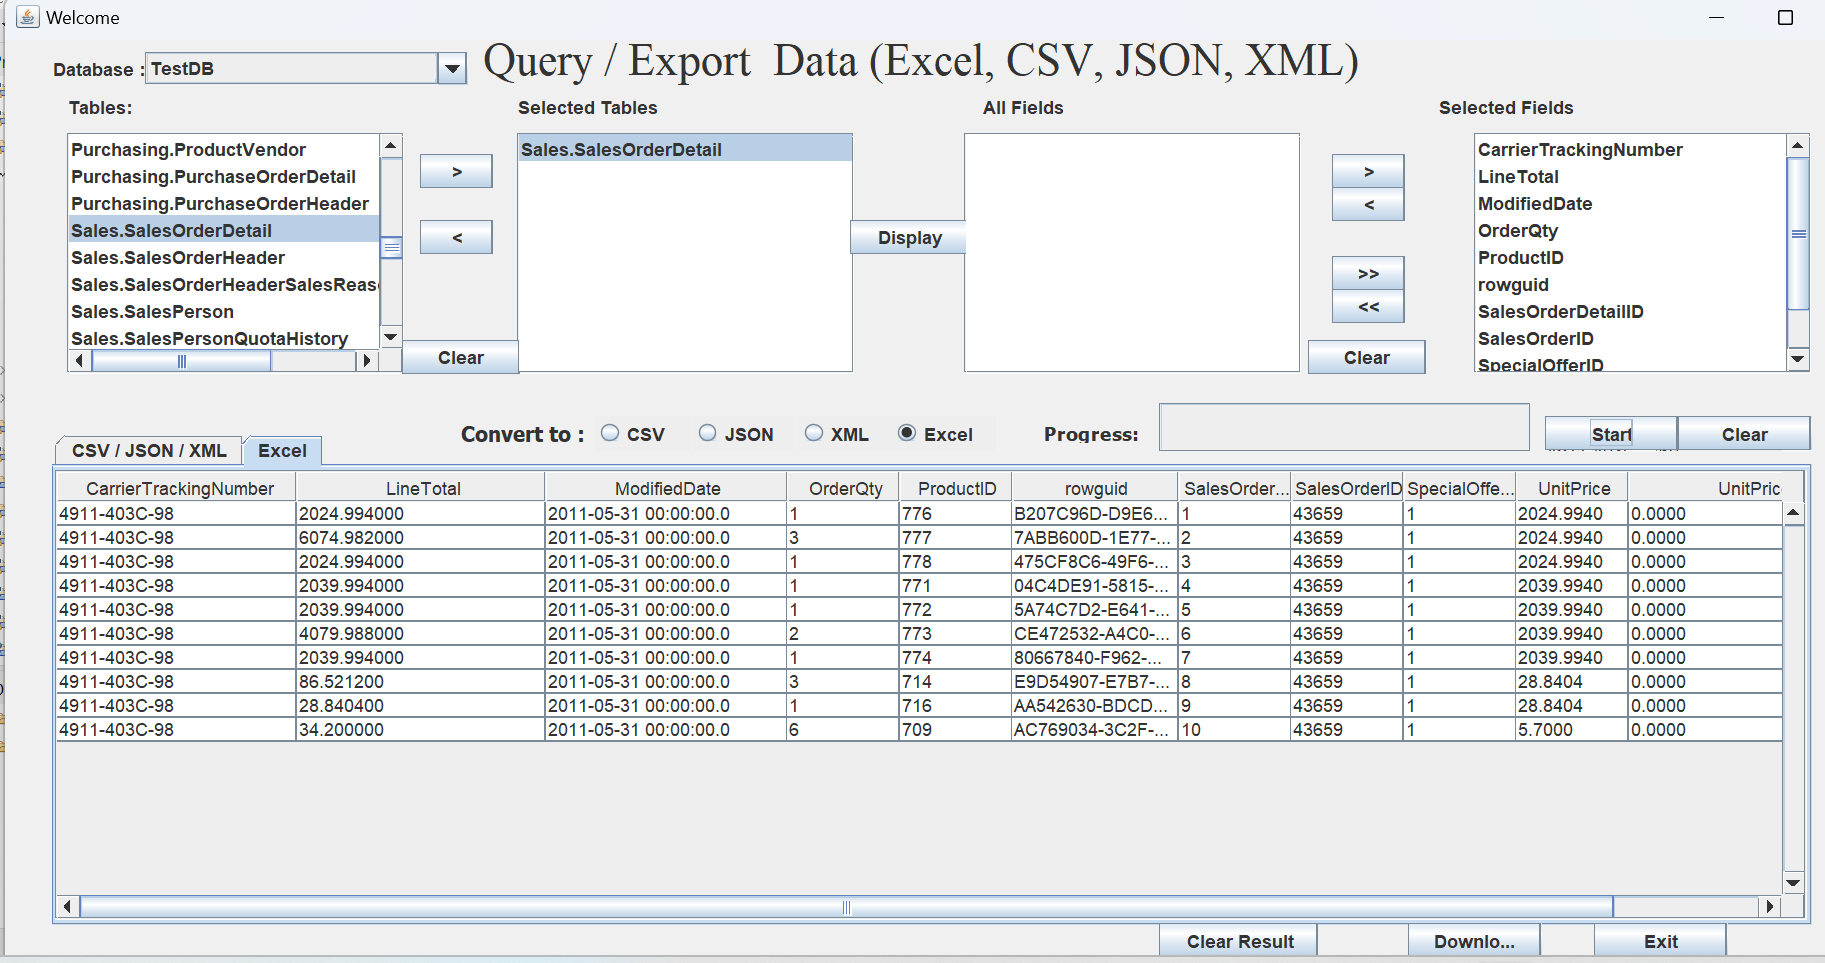 Welcome
Database : TestDB
Query / Export Data (Excel, CSV, JSON, XML)
Tables:
Selected Tables
All Fields
Selected Fields
Purchasing.ProductVendor
Purchasing.PurchaseOrderDetail
Purchasing.PurchaseOrderHeader
Sales.SalesOrderDetail
Sales.SalesOrderHeader
Sales.SalesOrderHeaderSalesReas
Sales.SalesPerson
Sales.SalesPersonQuotaHistory
>
<
Clear
Sales.SalesOrderDetail
Display
>
<
>>
<<
Clear
CarrierTrackingNumber
LineTotal
ModifiedDate
OrderQty
ProductID
rowguid
SalesOrderDetailID
SalesOrderID
SpecialOfferID
Convert to : CSV JSON XML Excel
Progress:
Start Clear
CSV / JSON / XML Excel
CarrierTrackingNumber LineTotal ModifiedDate OrderQty ProductID rowguid SalesOrder... SalesOrderID SpecialOffe... UnitPrice UnitPric
4911-403C-98 2024.994000 2011-05-31 00:00:00.0 1 776 B207C96D-D9E6... 1 43659 1 2024.9940 0.0000
4911-403C-98 6074.982000 2011-05-31 00:00:00.0 3 777 7ABB600D-1E77-... 2 43659 1 2024.9940 0.0000
4911-403C-98 2024.994000 2011-05-31 00:00:00.0 1 778 475CF8C6-49F6-... 3 43659 1 2024.9940 0.0000
4911-403C-98 2039.994000 2011-05-31 00:00:00.0 1 771 04C4DE91-5815-... 4 43659 1 2039.9940 0.0000
4911-403C-98 2039.994000 2011-05-31 00:00:00.0 1 772 5A74C7D2-E641-... 5 43659 1 2039.9940 0.0000
4911-403C-98 4079.988000 2011-05-31 00:00:00.0 2 773 CE472532-A4C0-... 6 43659 1 2039.9940 0.0000
4911-403C-98 2039.994000 2011-05-31 00:00:00.0 1 774 80667840-F962-... 7 43659 1 2039.9940 0.0000
4911-403C-98 86.521200 2011-05-31 00:00:00.0 3 714 E9D54907-E7B7-... 8 43659 1 28.8404 0.0000
4911-403C-98 28.840400 2011-05-31 00:00:00.0 1 716 AA542630-BDCD... 9 43659 1 28.8404 0.0000
4911-403C-98 34.200000 2011-05-31 00:00:00.0 6 709 AC769034-3C2F-... 10 43659 1 5.7000 0.0000
Clear Result Downlo... Exit